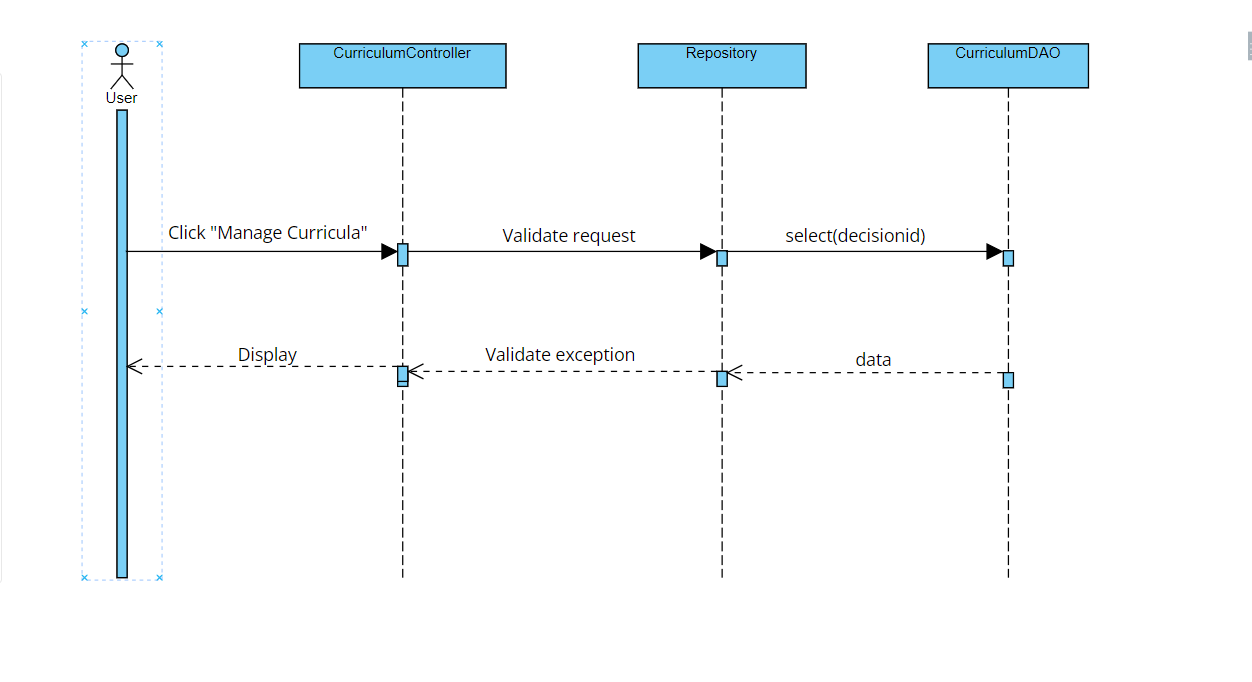 CurriculumController
Repository
CurriculumDAO
User
Click "Manage Curricula"
Validate request
select(decisionid)
Display
Validate exception
data